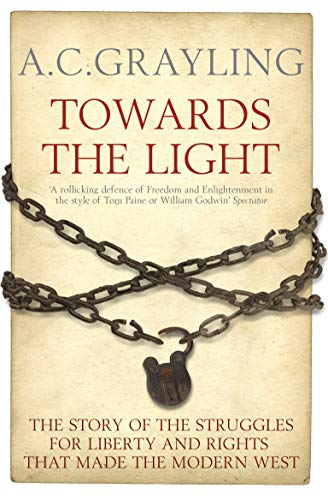 A.C.GRAYLING
TOWARDS
THE LIGHT
'A rollicking defence of Freedom and Enlightenment in
the style of Tom Paine or William Godwin' Spectator
THE STORY OF THE STRUGGLES
FOR LIBERTY AND RIGHTS
THAT MADE THE MODERN WEST